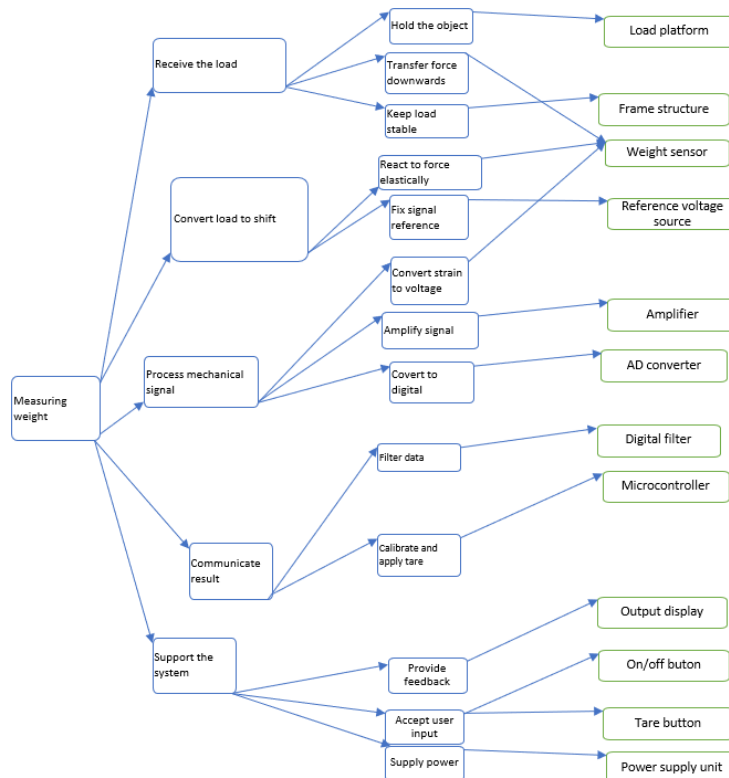 Hold the object
Load platform
Receive the load
Transfer force
downwards
Keep load
stable
Frame structure
Weight sensor
React to force
elastically
Convert load to shift
Fix signal
reference
Reference voltage
source
Convert strain
to voltage
Amplify signal
Amplifier
Process mechanical
signal
Covert to
digital
AD converter
Measuring
weight
Filter data
Digital filter
Microcontroller
Communicate
result
Calibrate and
apply tare
Output display
Support the
system
Provide
feedback
On/off buton
Accept user
input
Tare button
Supply power
Power supply unit